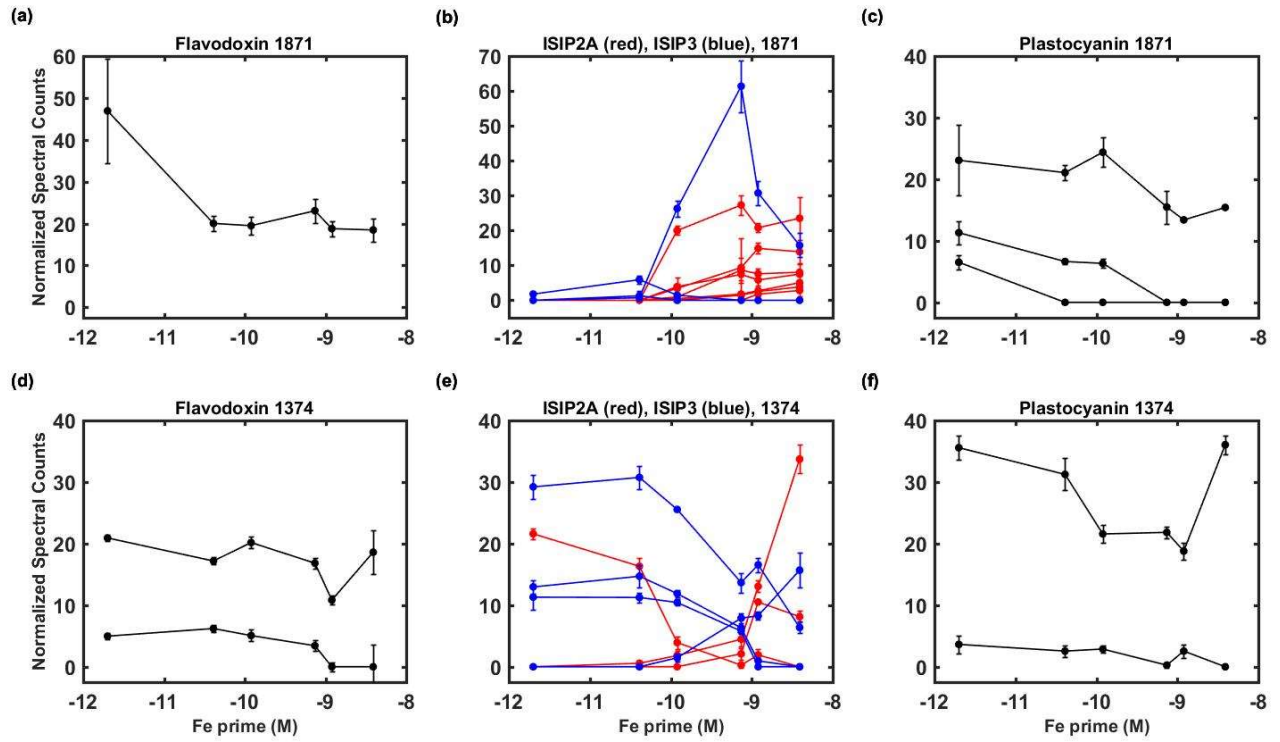 (a)
Flavodoxin 1871
Normalized Spectral Counts
60
50
40
30
20
10
0
-12 -11 -10 -9 -8
(b)
ISIP2A (red), ISIP3 (blue), 1871
70
60
50
40
30
20
10
0
-12 -11 -10 -9 -8
(c)
Plastocyanin 1871
40
30
20
10
0
-12 -11 -10 -9 -8
(d)
Flavodoxin 1374
Normalized Spectral Counts
40
30
20
10
0
-12 -11 -10 -9 -8
Fe prime (M)
(e)
ISIP2A (red), ISIP3 (blue), 1374
40
30
20
10
0
-12 -11 -10 -9 -8
Fe prime (M)
(f)
Plastocyanin 1374
40
30
20
10
0
-12 -11 -10 -9 -8
Fe prime (M)